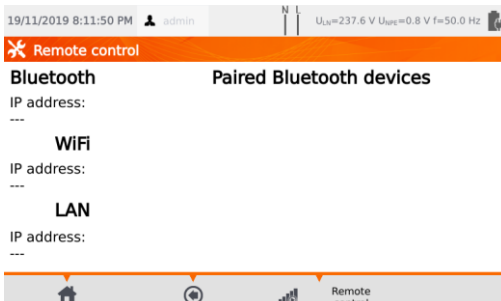 N L
19/11/2019 8:11:50 PM admin ULN=237.6 V UNPE=0.8 V f=50.0 Hz
Remote control
Bluetooth Paired Bluetooth devices
IP address:
---
WiFi
IP address:
---
LAN
IP address:
---
Remote
control